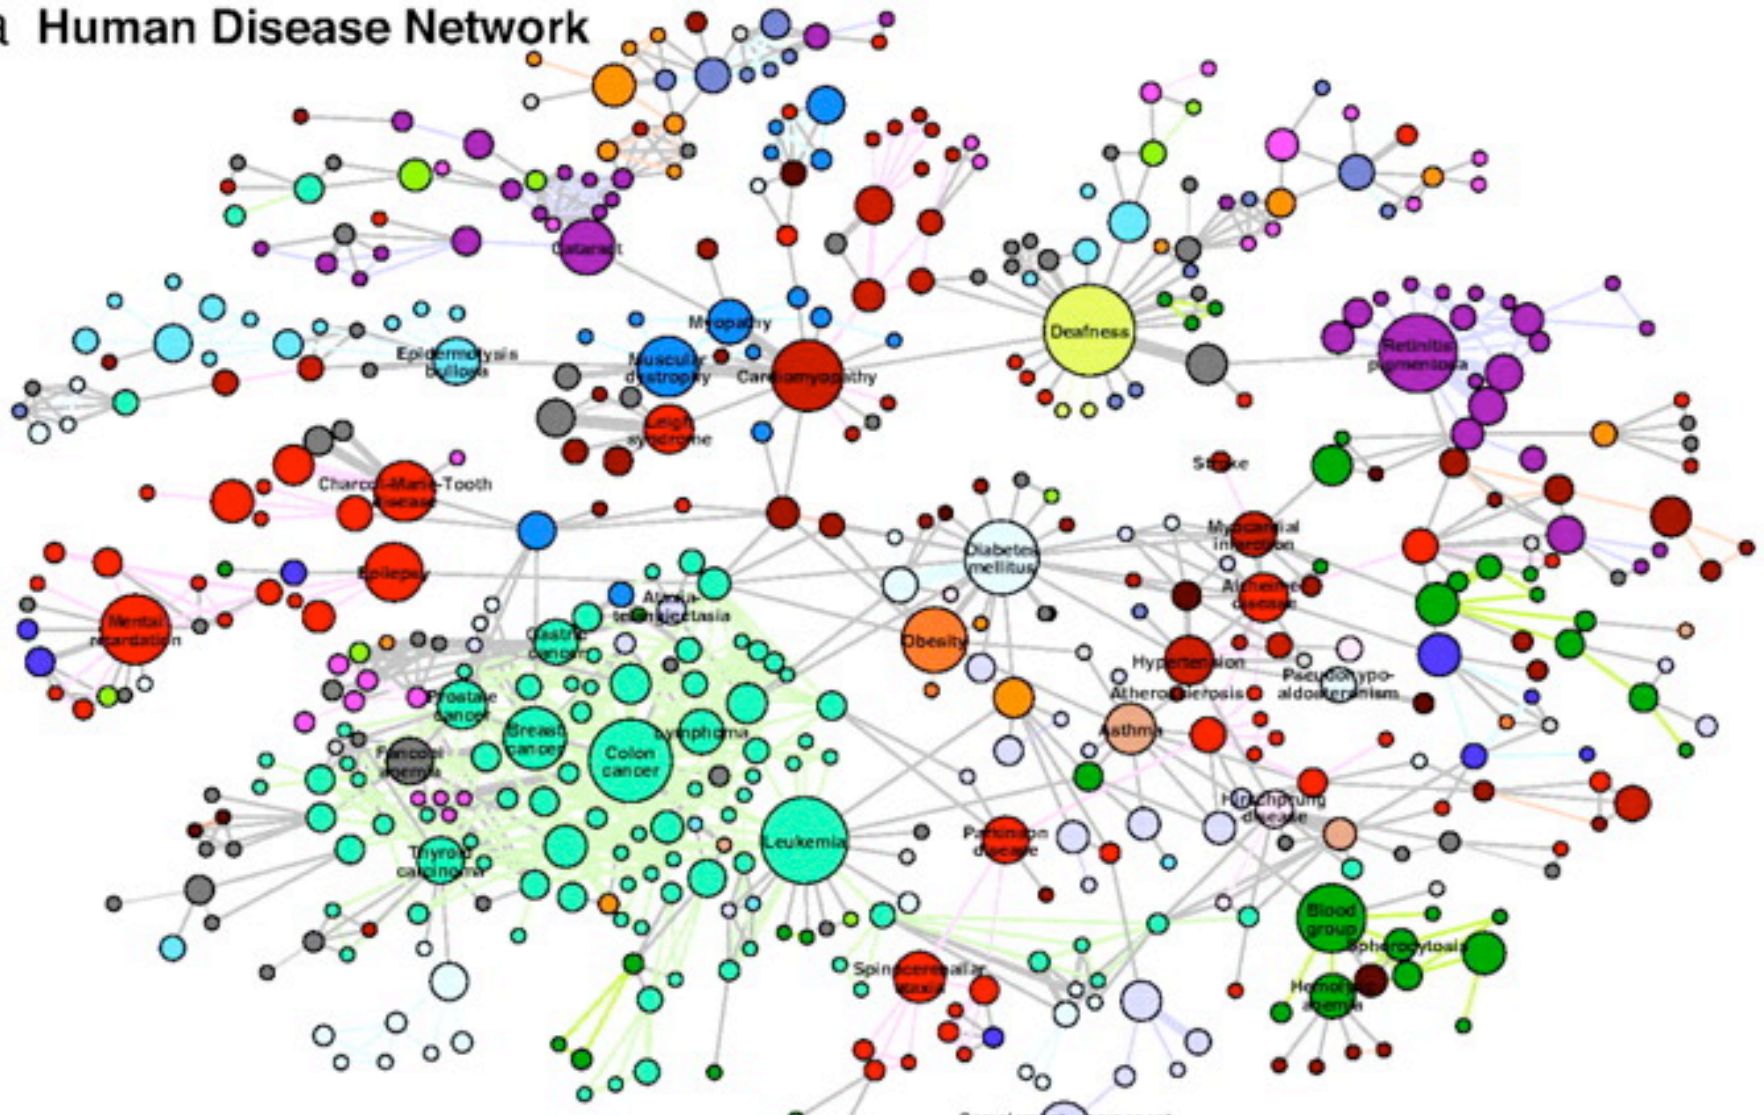 a Human Disease Network
Cataract
Myopathy
Deafness
Retinitis
pigmentosa
Epidermolysis
bullosa
Muscular
dystrophy
Cardiomyopathy
Leigh
syndrome
Charcot-Marie-Tooth
disease
Stroke
Myocardial
infarction
Diabetes
mellitus
Epilepsy
Alzheimer
disease
Ataxia-
telangiectasia
Mental
retardation
Gastric
cancer
Obesity
Hypertension
Pseudohypo-
aldosteronism
Prostate
cancer
Atherosclerosis
Breast
cancer
Lymphoma
Asthma
Fanconi
anemia
Colon
cancer
Hirschprung
disease
Leukemia
Parkinson
disease
Thyroid
carcinoma
Blood
group
Spherocytosis
Spinocerebellar
ataxia
Hemolytic
anemia